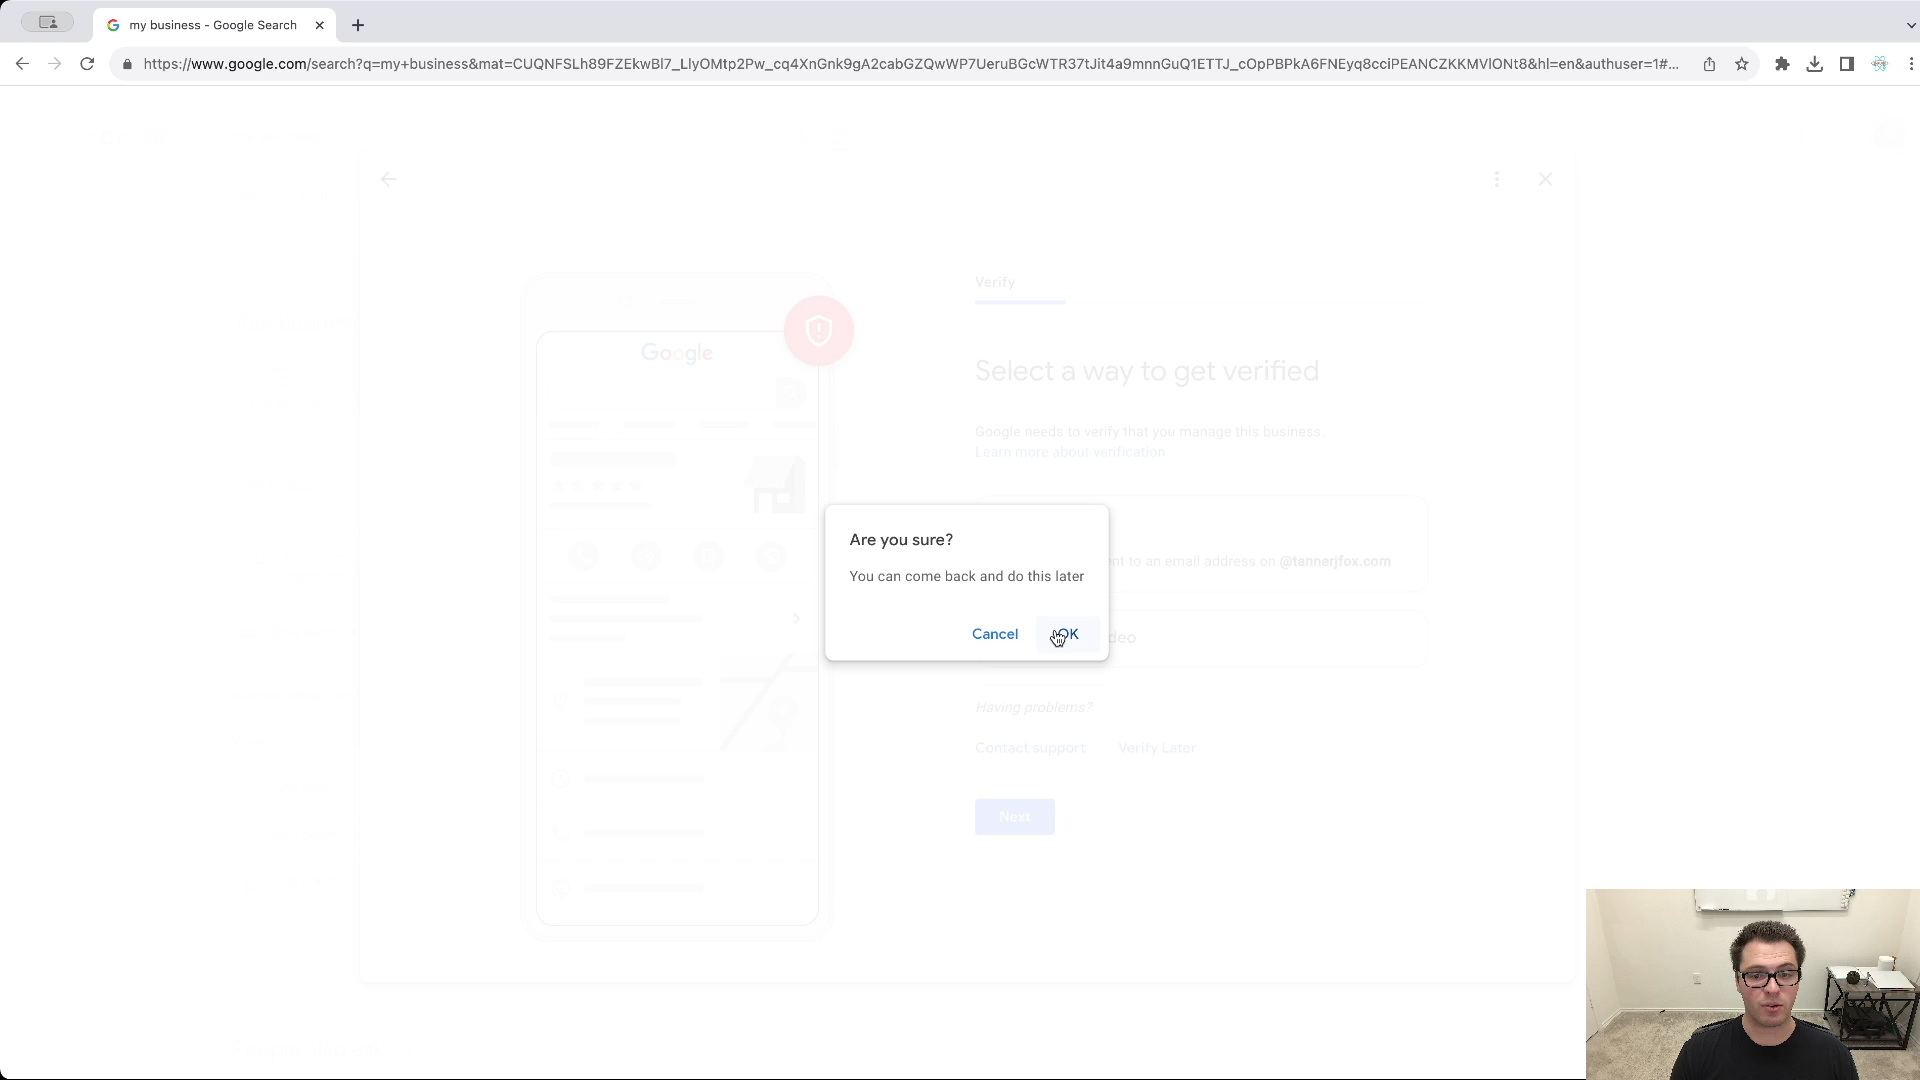 my business - Google Search
https://www.google.com/search?q=my+business&mat=CUQNFSLh89FZEkwBl7_LlyOMtp2Pw_cq4XnGnk9gA2cabGZQwWP7UeruBGcWTR37tJit4a9mnnGuQ1ETTJ_cOpPBPkA6FNEyq8cciPEANCZKKMVlONt8&hl=en&authuser=1#...
Verify
Google
Select a way to get verified
Google needs to verify that you manage this business.
Learn more about verification
Are you sure?
You can come back and do this later
nt to an email address on @tannerjfox.com
Cancel
OK
deo
Having problems?
Contact support
Verify Later
Next